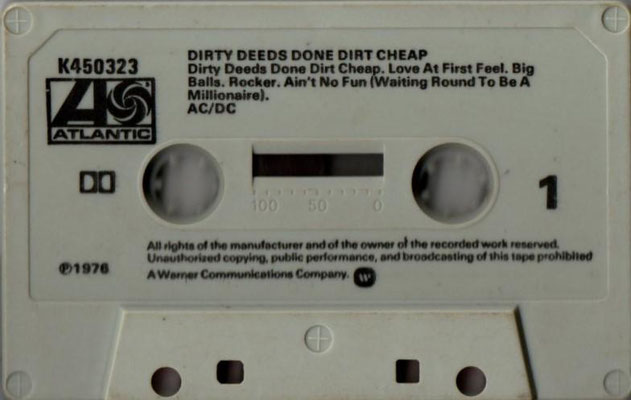 K450323
ATLANTIC
DIRTY DEEDS DONE DIRT CHEAP
Dirty Deeds Done Dirt Cheap. Love At First Feel. Big
Balls. Rocker. Ain't No Fun (Waiting Round To Be A
Millionaire).
AC/DC
100 50 0
1
℗1976
All rights of the manufacturer and of the owner of the recorded work reserved.
Unauthorized copying, public performance, and broadcasting of this tape prohibited
A Warner Communications Company.